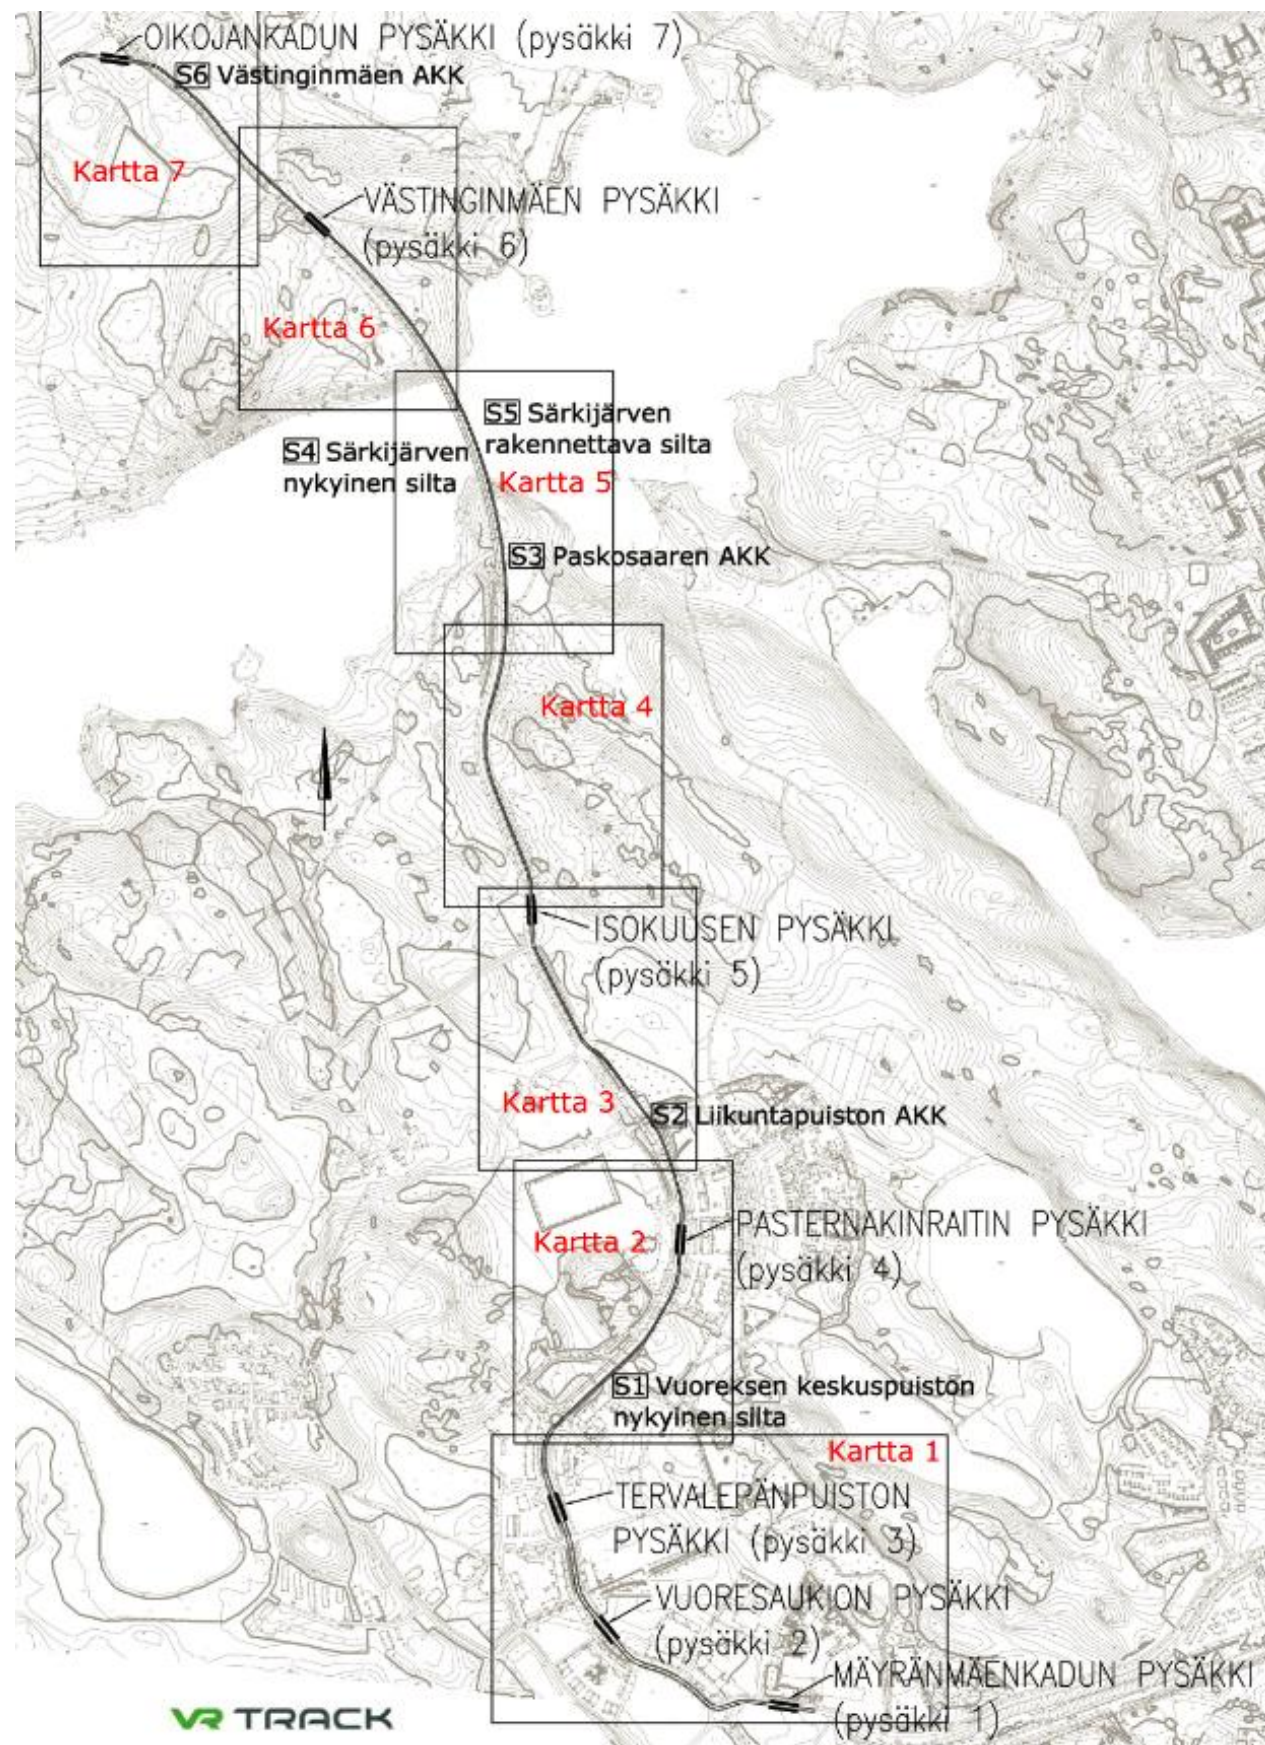 OIKOJANKADUN PYSÄKKI (pysäkki 7)
S6 Västinginmäen AKK
Kartta 7
VÄSTINGINMÄEN PYSÄKKI
(pysäkki 6)
Kartta 6
S5 Särkijärven
rakennettava silta
S4 Särkijärven
nykyinen silta
Kartta 5
S3 Paskosaaren AKK
Kartta 4
ISOKUUSEN PYSÄKKI
(pysäkki 5)
Kartta 3
S2 Liikuntapuiston AKK
PASTERNAKINRAITIN PYSÄKKI
(pysäkki 4)
Kartta 2
S1 Vuoreksen keskuspuiston
nykyinen silta
Kartta 1
TERVALEPÄNPUISTON
PYSÄKKI (pysäkki 3)
VUORESAUKION PYSÄKKI
(pysäkki 2)
MÄYRÄNMÄENKADUN PYSÄKKI
(pysäkki 1)
VR TRACK